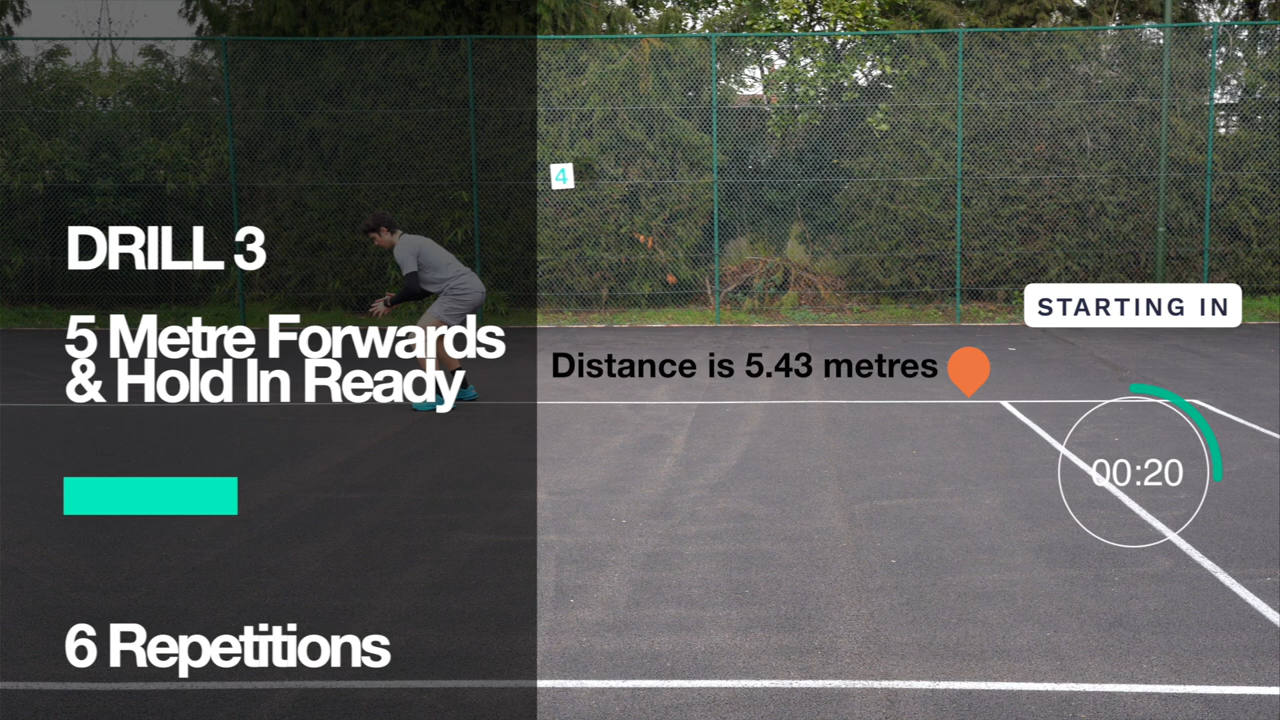 DRILL 3
5 Metre Forwards
& Hold In Ready
6 Repetitions
4
STARTING IN
Distance is 5.43 metres
00:20